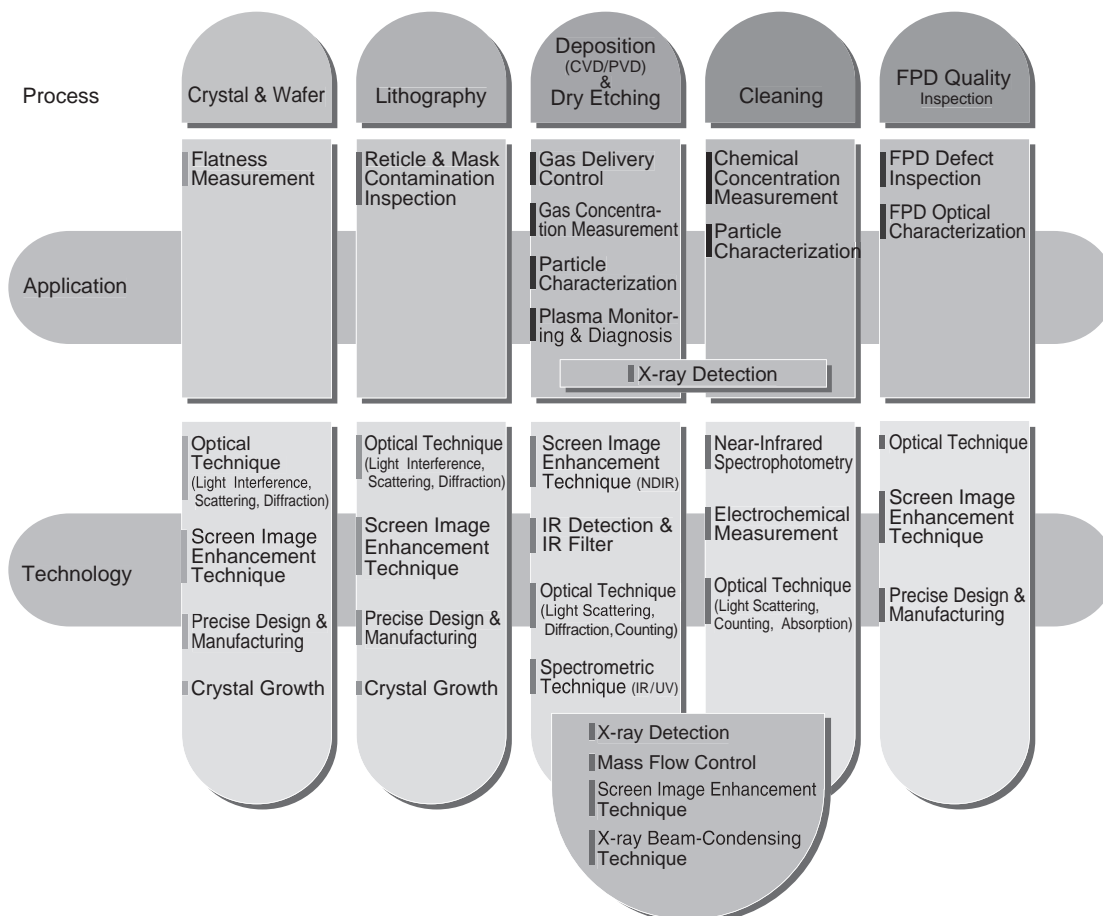 Process
Crystal & Wafer
Lithography
Deposition
(CVD/PVD)
&
Dry Etching
Cleaning
FPD Quality
Inspection
Application
Flatness
Measurement
Reticle & Mask
Contamination
Inspection
Gas Delivery
Control
Gas Concentra-
tion Measurement
Particle
Characterization
Plasma Monitor-
ing & Diagnosis
Chemical
Concentration
Measurement
Particle
Characterization
X-ray Detection
FPD Defect
Inspection
FPD Optical
Characterization
Technology
Optical
Technique
(Light Interference,
Scattering, Diffraction)
Screen Image
Enhancement
Technique
Precise Design &
Manufacturing
Crystal Growth
Optical Technique
(Light Interference,
Scattering, Diffraction)
Screen Image
Enhancement
Technique
Precise Design &
Manufacturing
Crystal Growth
Screen Image
Enhancement
Technique (NDIR)
IR Detection &
IR Filter
Optical Technique
(Light Scattering,
Diffraction,Counting)
Spectrometric
Technique (IR/UV)
Near-Infrared
Spectrophotometry
Electrochemical
Measurement
Optical Technique
(Light Scattering,
Counting, Absorption)
X-ray Detection
Mass Flow Control
Screen Image Enhancement
Technique
X-ray Beam-Condensing
Technique
Optical Technique
Screen Image
Enhancement
Technique
Precise Design &
Manufacturing